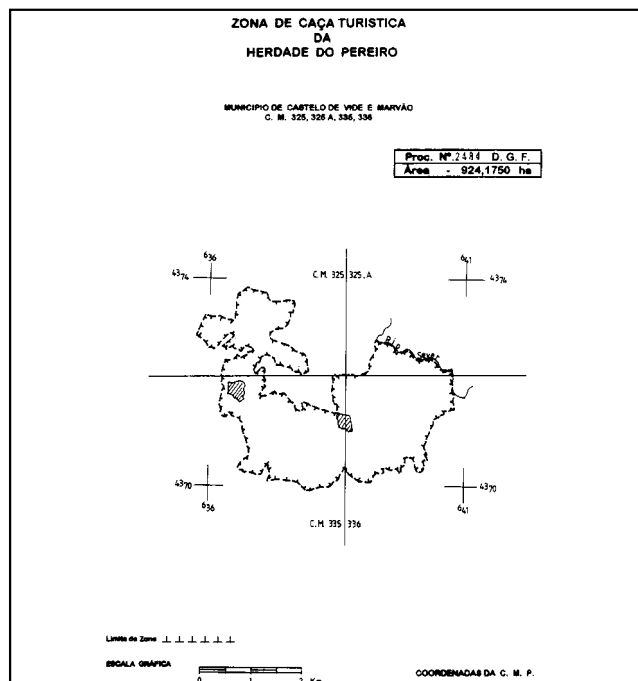 ZONA DE CAÇA TURISTICA
DA
HERDADE DO PEREIRO
MUNICIPIO DE CASTELO DE VIDE E MARVÃO
C. M. 325, 325 A, 335, 336
Proc. Nº. 2484 D. G. F.
Área - 924,1750 ha
636
641
4374
C. M. 325 325, A
4374
Rio Sever
4370
4370
636
641
C. M. 335 336
Limite da Zona
ESCALA GRÁFICA
0 1 2 Km
COORDENADAS DA C. M. P.